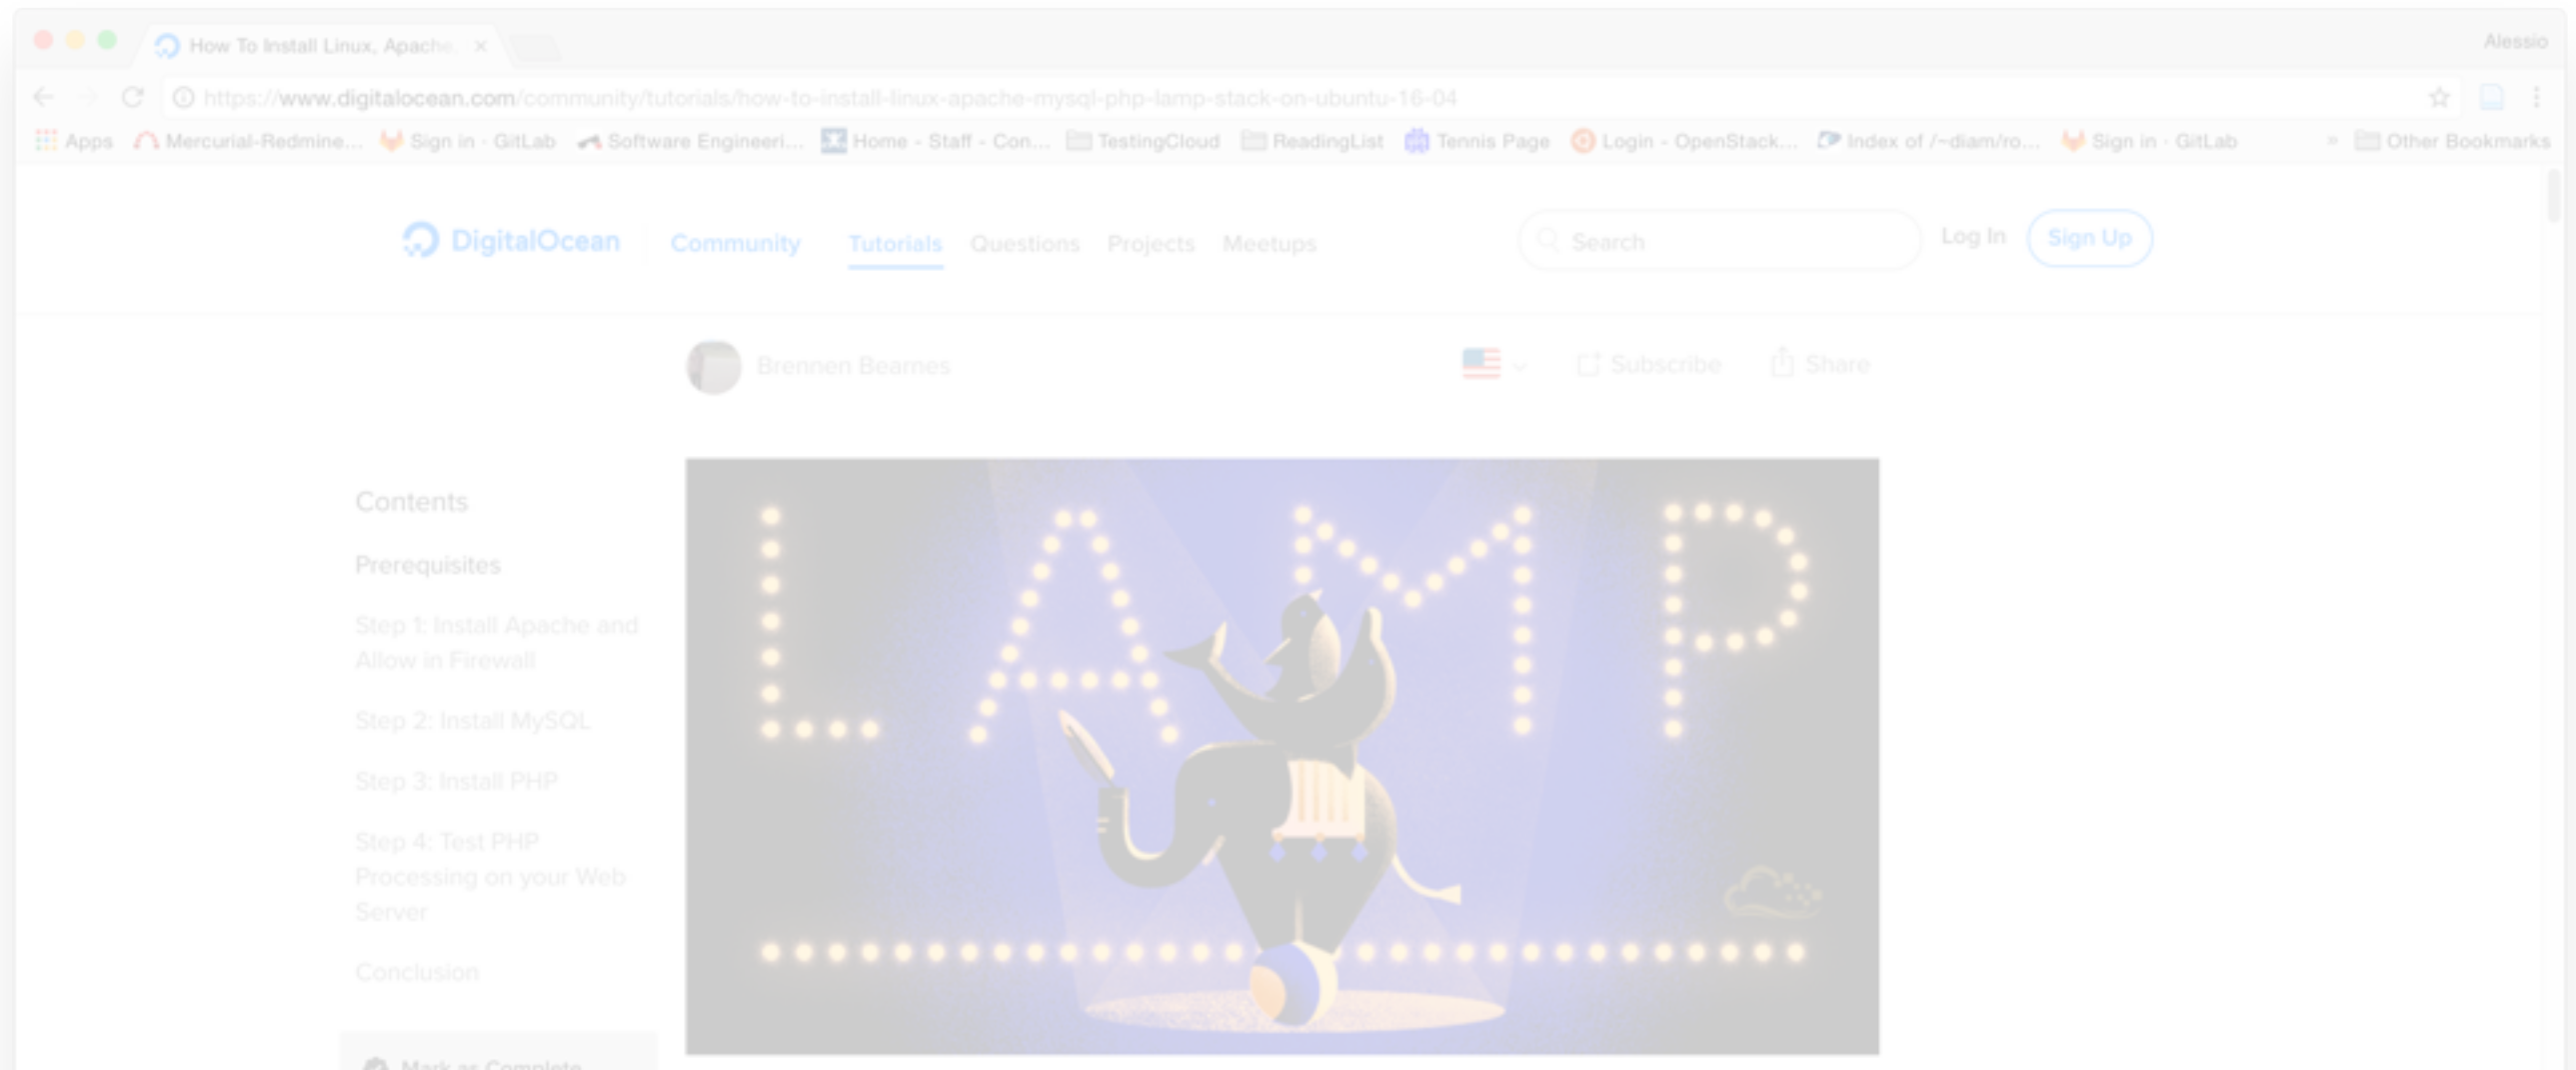 How To Install Linux, Apache,
Alessio
https://www.digitalocean.com/community/tutorials/how-to-install-linux-apache-mysql-php-lamp-stack-on-ubuntu-16-04
Apps Mercurial-Redmine... Sign in · GitLab Software Engineeri... Home - Staff - Con... TestingCloud ReadingList Tennis Page Login - OpenStack... Index of /~diam/ro... Sign in · GitLab » Other Bookmarks
DigitalOcean Community Tutorials Questions Projects Meetups Search Log In Sign Up
Brennen Bearnes Subscribe Share
LAMP
Contents
Prerequisites
Step 1: Install Apache and
Allow in Firewall
Step 2: Install MySQL
Step 3: Install PHP
Step 4: Test PHP
Processing on your Web
Server
Conclusion
Mark as Complete